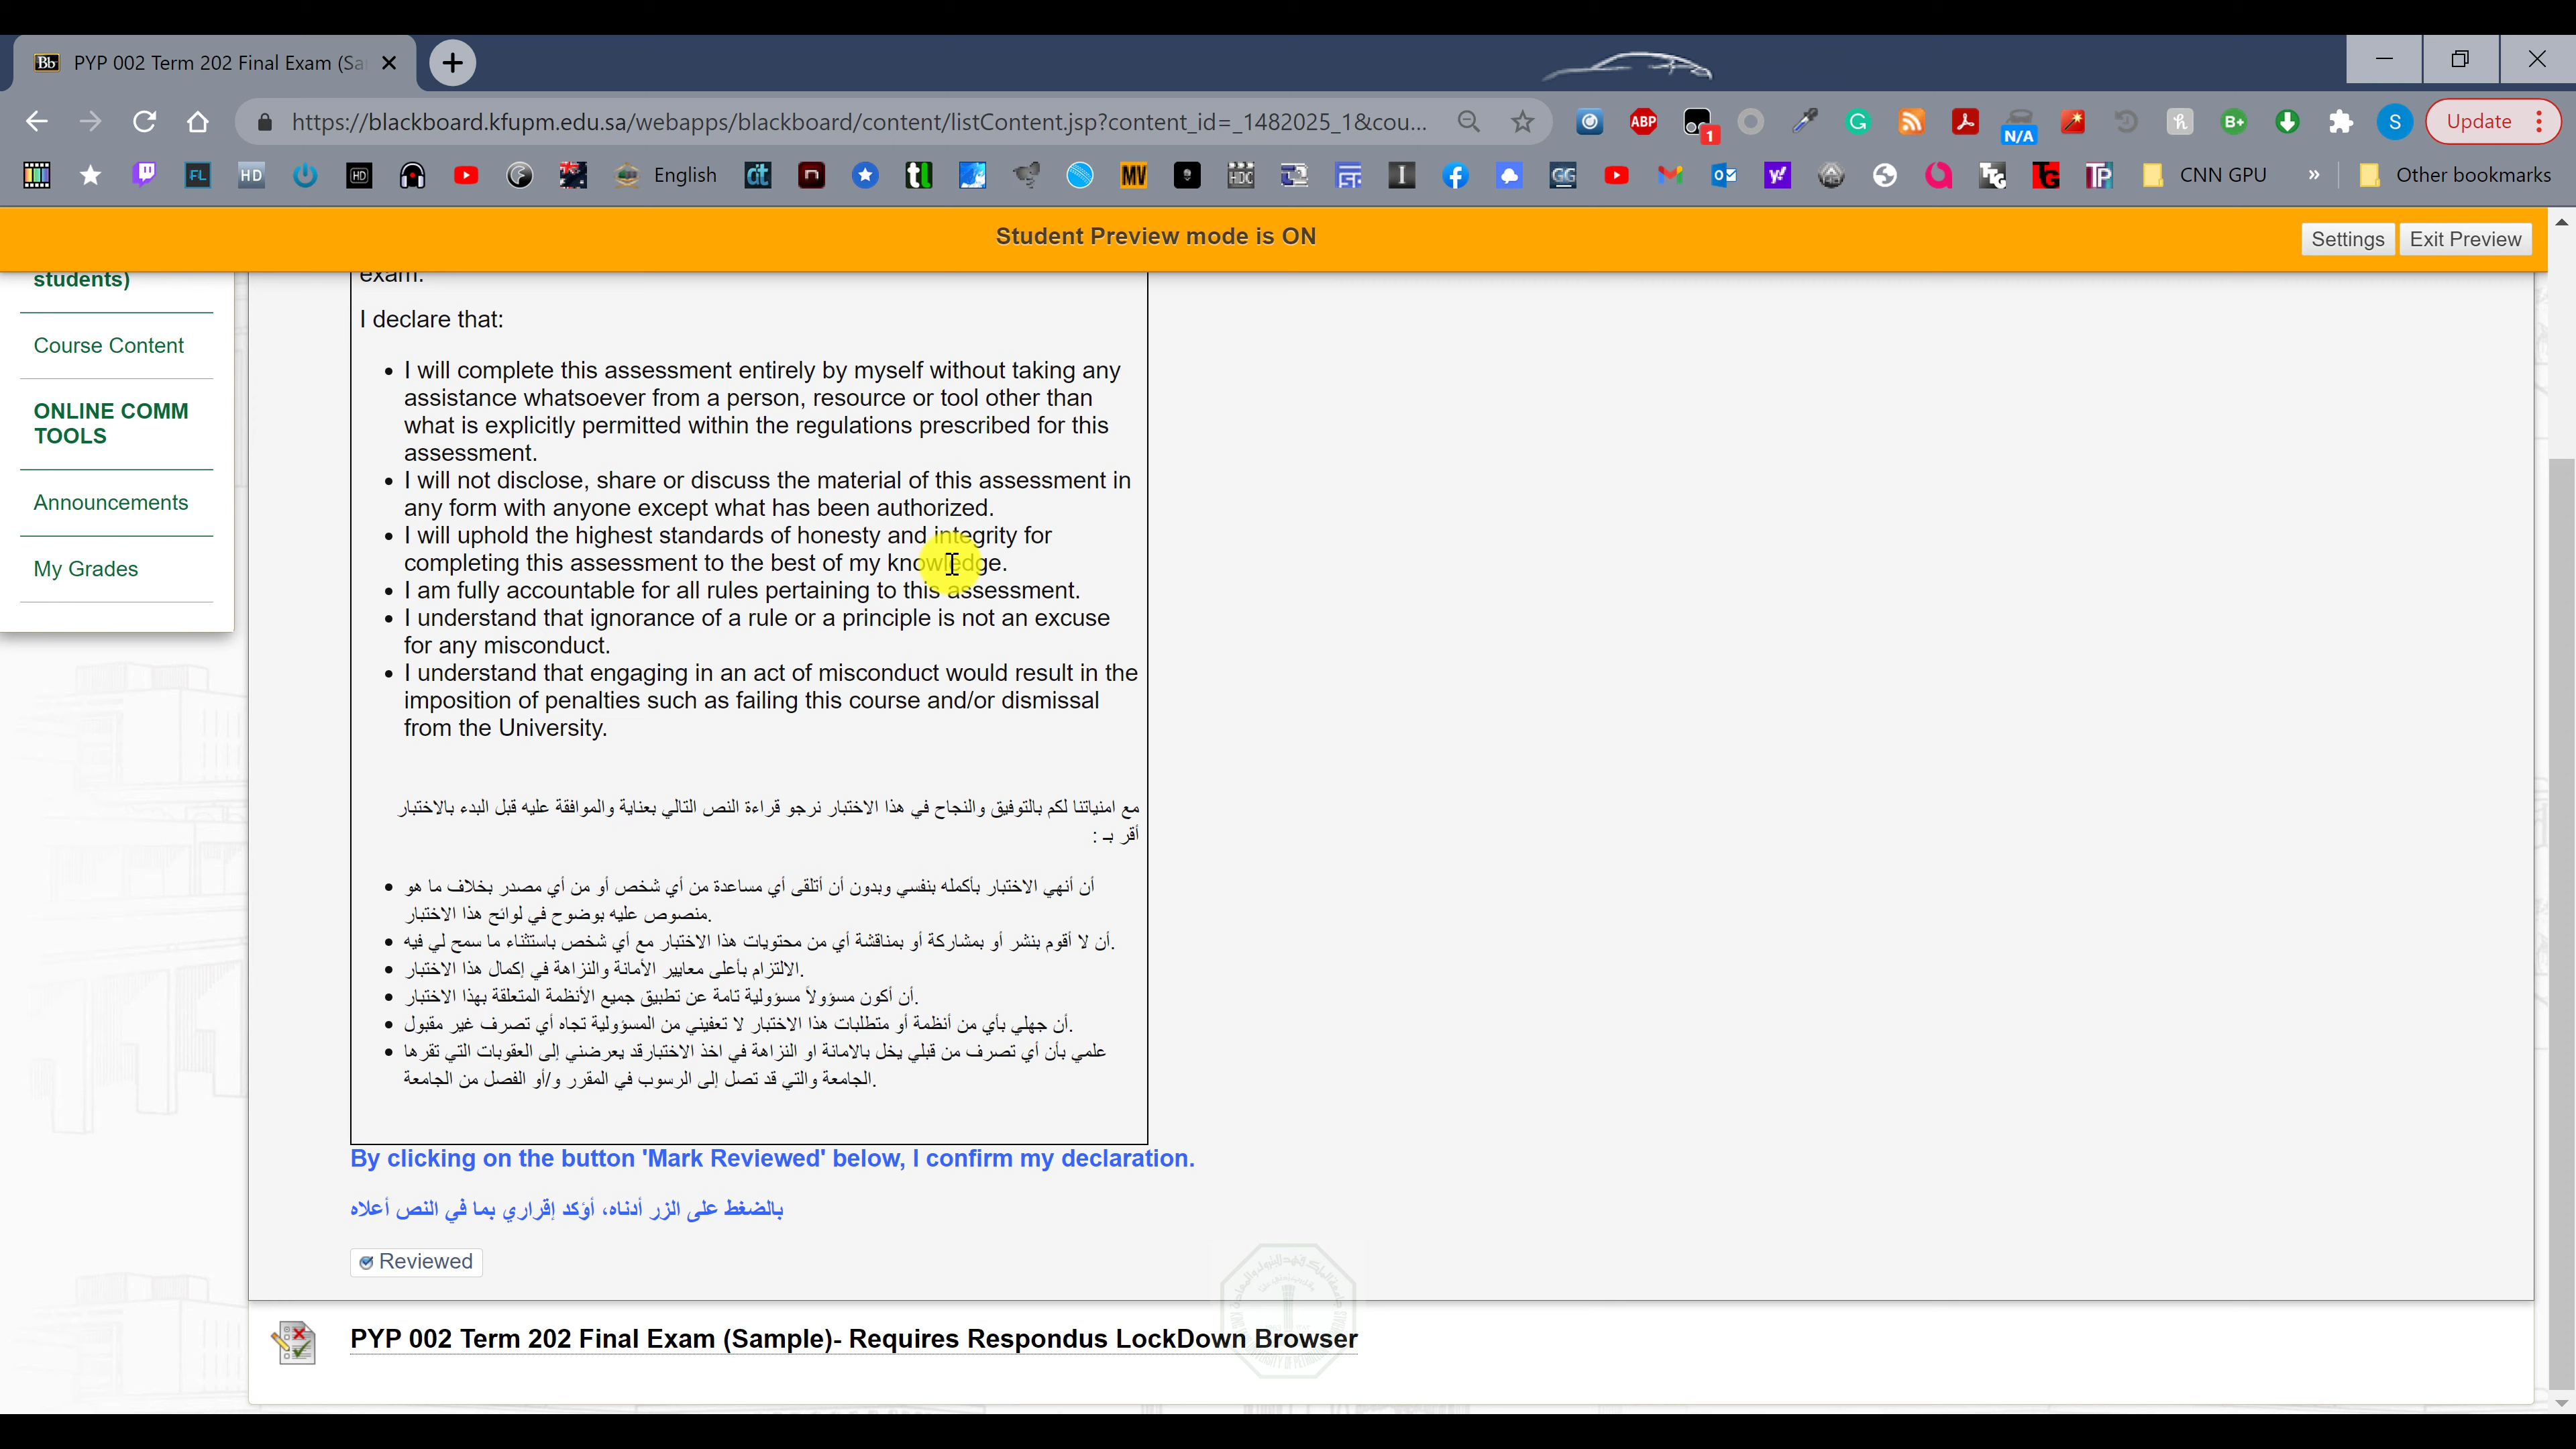 PYP 002 Term 202 Final Exam (Sa
https://blackboard.kfupm.edu.sa/webapps/blackboard/content/listContent.jsp?content_id=_1482025_1&cou...
ABP
1
N/A
B+
S
Update
FL
HD
HD
English
MV
HDC
GG
TP
CNN GPU
»
Other bookmarks
Student Preview mode is ON
Settings
Exit Preview
students)
Course Content
ONLINE COMM
TOOLS
Announcements
My Grades
exam.
I declare that:
• I will complete this assessment entirely by myself without taking any
assistance whatsoever from a person, resource or tool other than
what is explicitly permitted within the regulations prescribed for this
assessment.
• I will not disclose, share or discuss the material of this assessment in
any form with anyone except what has been authorized.
• I will uphold the highest standards of honesty and integrity for
completing this assessment to the best of my knowledge.
• I am fully accountable for all rules pertaining to this assessment.
• I understand that ignorance of a rule or a principle is not an excuse
for any misconduct.
• I understand that engaging in an act of misconduct would result in the
imposition of penalties such as failing this course and/or dismissal
from the University.
مع امنياتنا لكم بالتوفيق والنجاح في هذا الاختبار نرجو قراءة النص التالي بعناية والموافقة عليه قبل البدء بالاختبار
أقر بـ :
• أن أنهي الاختبار بأكمله بنفسي وبدون أن أتلقى أي مساعدة من أي شخص أو من أي مصدر بخلاف ما هو
منصوص عليه بوضوح في لوائح هذا الاختبار.
• أن لا أقوم بنشر أو بمشاركة أو بمناقشة أي من محتويات هذا الاختبار مع أي شخص باستثناء ما سمح لي فيه.
• الالتزام بأعلى معايير الأمانة والنزاهة في إكمال هذا الاختبار.
• أن أكون مسؤولاً مسؤولية تامة عن تطبيق جميع الأنظمة المتعلقة بهذا الاختبار.
• أن جهلي بأي من أنظمة أو متطلبات هذا الاختبار لا تعفيني من المسؤولية تجاه أي تصرف غير مقبول.
• علمي بأن أي تصرف من قبلي يخل بالامانة او النزاهة في اخذ الاختبارقد يعرضني إلى العقوبات التي تقرها
الجامعة والتي قد تصل إلى الرسوب في المقرر و/أو الفصل من الجامعة.
By clicking on the button 'Mark Reviewed' below, I confirm my declaration.
بالضغط على الزر أدناه، أؤكد إقراري بما في النص أعلاه
Reviewed
PYP 002 Term 202 Final Exam (Sample)- Requires Respondus LockDown Browser